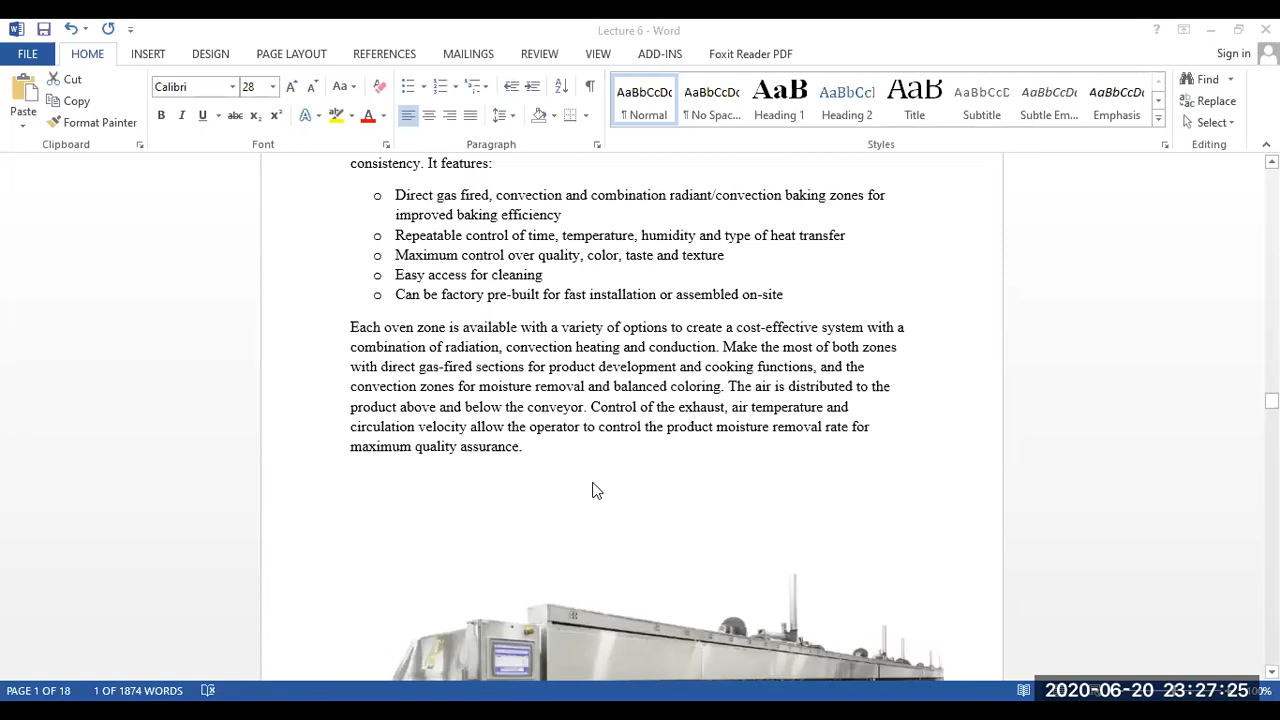 Lecture 6 - Word
Sign in
FILE HOME INSERT DESIGN PAGE LAYOUT REFERENCES MAILINGS REVIEW VIEW ADD-INS Foxit Reader PDF
Paste
Cut
Copy
Format Painter
Clipboard
Calibri 28
Font
Paragraph
AaBbCcDc AaBbCcDc AaB AaBbCcl AaB AaBbCcD AaBbCcDc AaBbCcDc
¶ Normal ¶ No Spac... Heading 1 Heading 2 Title Subtitle Subtle Em... Emphasis
Styles
Find
Replace
Select
Editing
consistency. It features:
o Direct gas fired, convection and combination radiant/convection baking zones for
improved baking efficiency
o Repeatable control of time, temperature, humidity and type of heat transfer
o Maximum control over quality, color, taste and texture
o Easy access for cleaning
o Can be factory pre-built for fast installation or assembled on-site
Each oven zone is available with a variety of options to create a cost-effective system with a
combination of radiation, convection heating and conduction. Make the most of both zones
with direct gas-fired sections for product development and cooking functions, and the
convection zones for moisture removal and balanced coloring. The air is distributed to the
product above and below the conveyor. Control of the exhaust, air temperature and
circulation velocity allow the operator to control the product moisture removal rate for
maximum quality assurance.
PAGE 1 OF 18 1 OF 1874 WORDS
2020-06-20 23:27:25